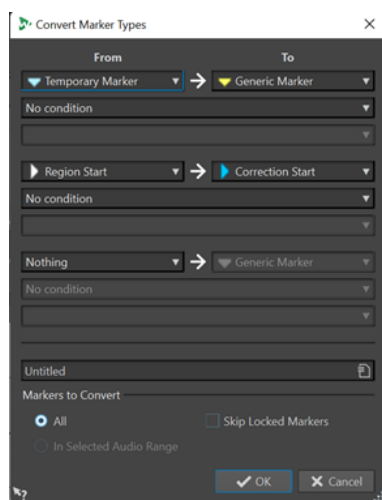 Convert Marker Types
From To
Temporary Marker Generic Marker
No condition
Region Start Correction Start
No condition
Nothing Generic Marker
No condition
Untitled
Markers to Convert
All Skip Locked Markers
In Selected Audio Range
? OK Cancel